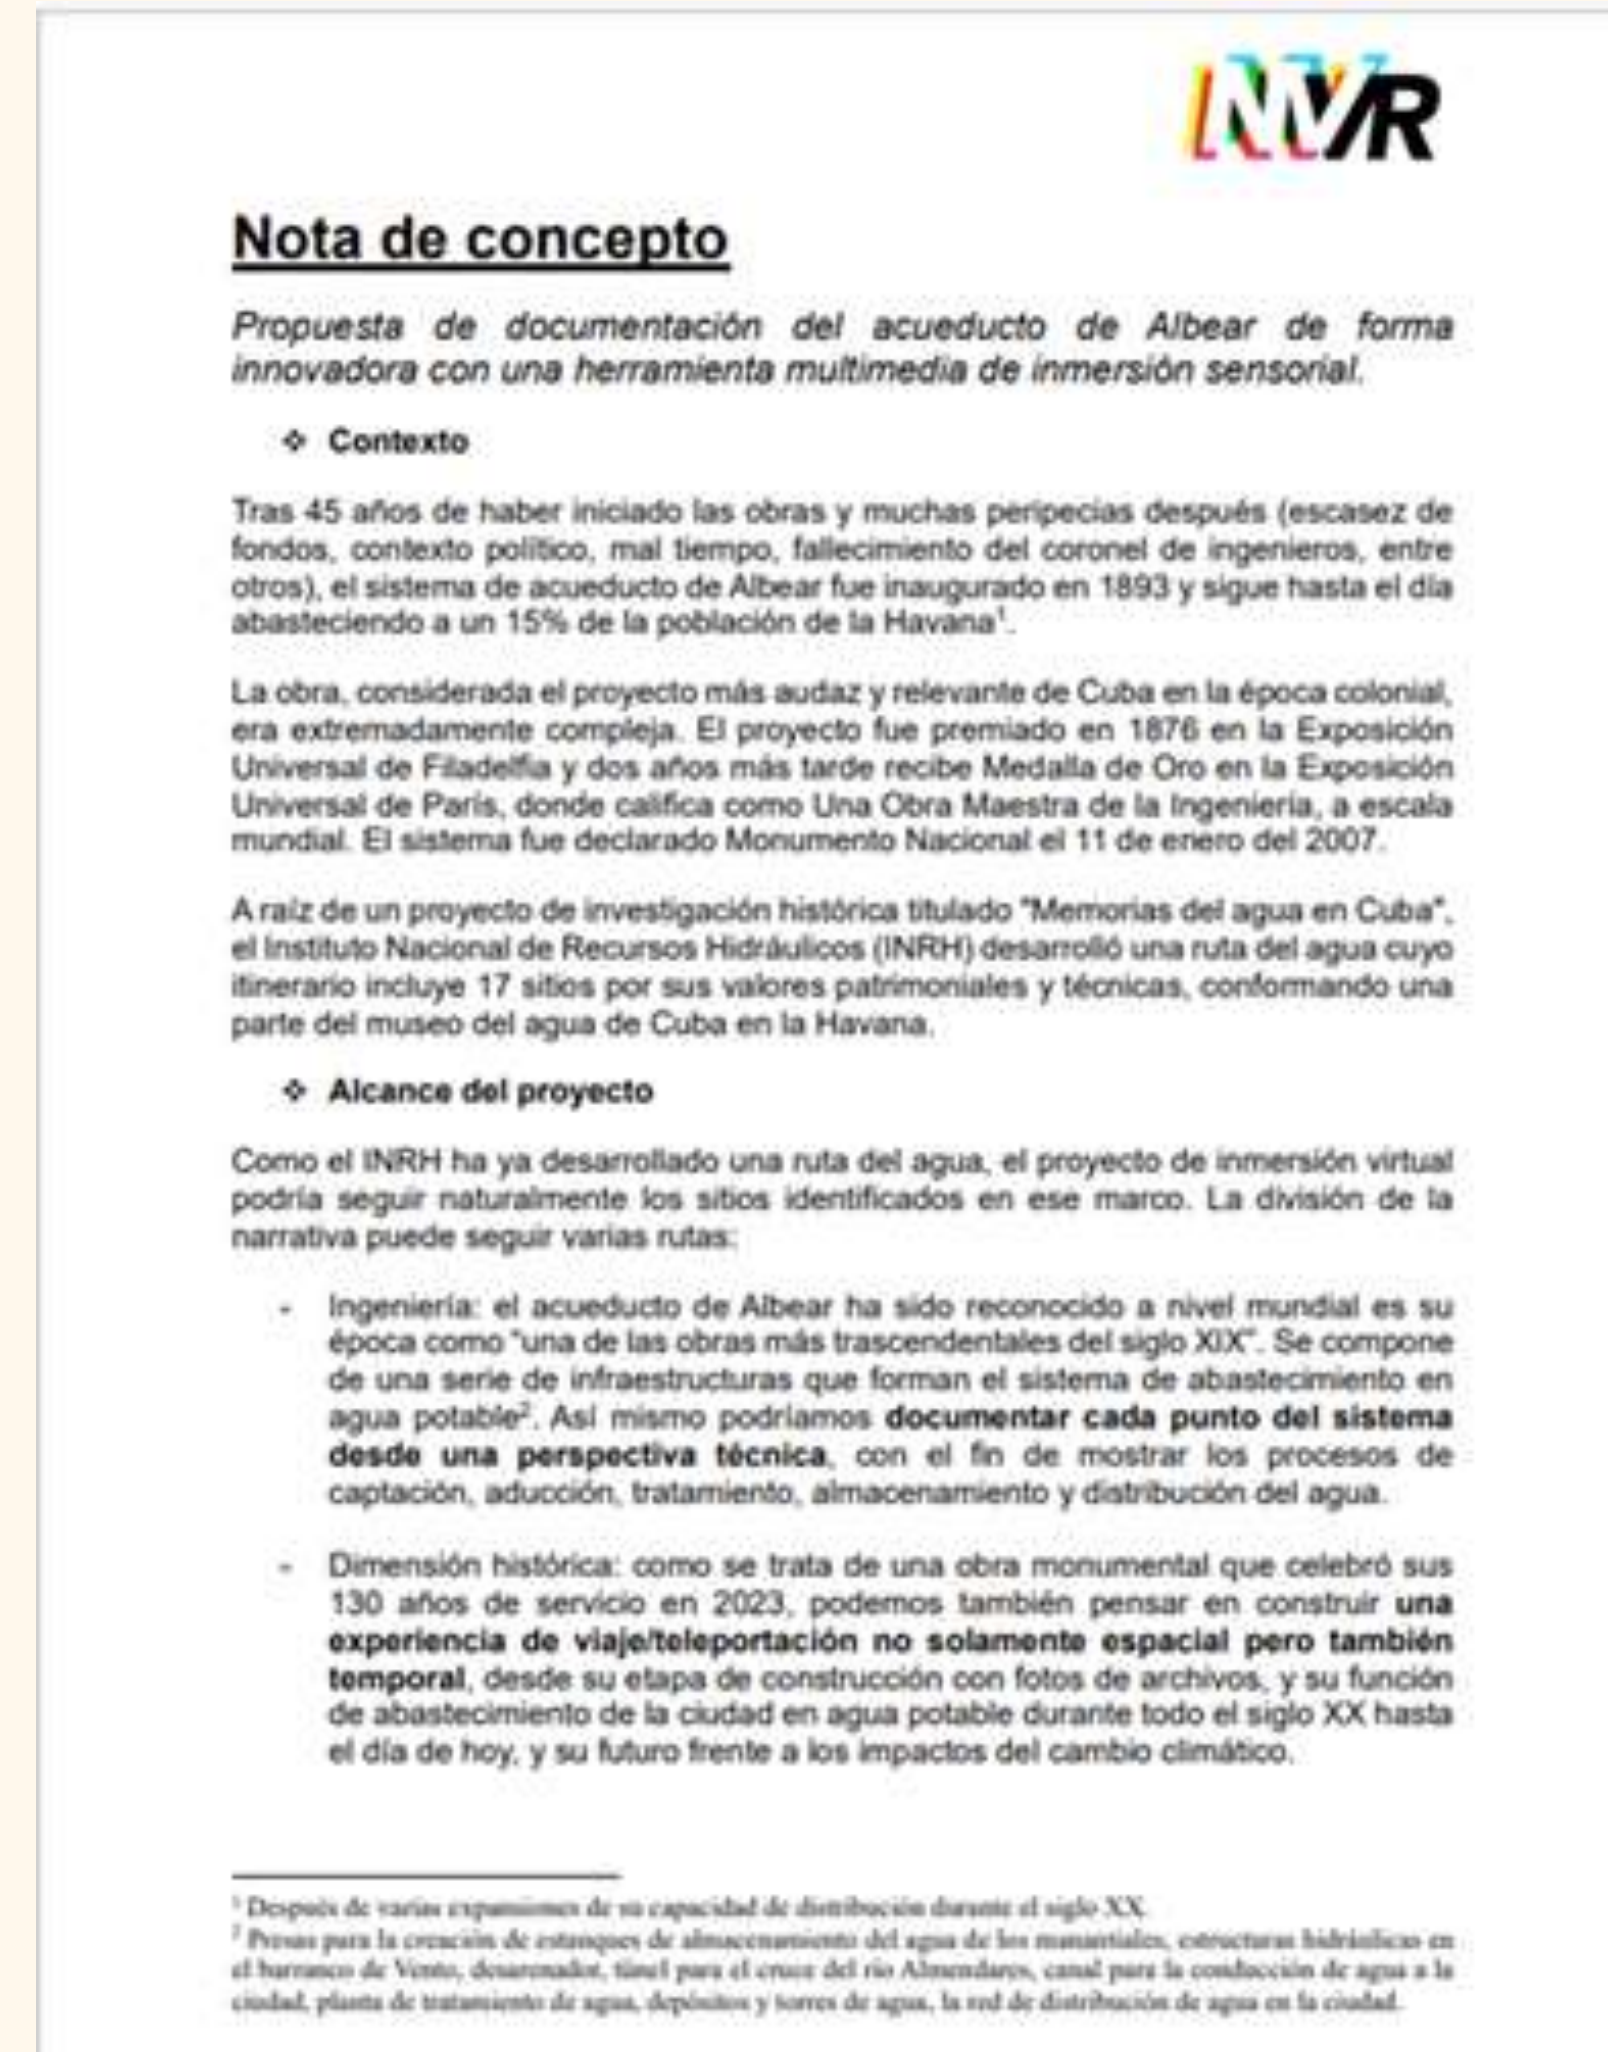 NVR
Nota de concepto
Propuesta de documentación del acueducto de Albear de forma
innovadora con una herramienta multimedia de inmersión sensorial.
❖ Contexto
Tras 45 años de haber iniciado las obras y muchas peripecias después (escasez de
fondos, contexto político, mal tiempo, fallecimiento del coronel de ingenieros, entre
otros), el sistema de acueducto de Albear fue inaugurado en 1893 y sigue hasta el día
abasteciendo a un 15% de la población de la Havana¹.
La obra, considerada el proyecto más audaz y relevante de Cuba en la época colonial,
era extremadamente compleja. El proyecto fue premiado en 1876 en la Exposición
Universal de Filadelfia y dos años más tarde recibe Medalla de Oro en la Exposición
Universal de París, donde califica como Una Obra Maestra de la Ingeniería, a escala
mundial. El sistema fue declarado Monumento Nacional el 11 de enero del 2007.
A raíz de un proyecto de investigación histórica titulado "Memorias del agua en Cuba",
el Instituto Nacional de Recursos Hidráulicos (INRH) desarrolló una ruta del agua cuyo
itinerario incluye 17 sitios por sus valores patrimoniales y técnicas, conformando una
parte del museo del agua de Cuba en la Havana.
❖ Alcance del proyecto
Como el INRH ha ya desarrollado una ruta del agua, el proyecto de inmersión virtual
podría seguir naturalmente los sitios identificados en ese marco. La división de la
narrativa puede seguir varias rutas:
- Ingeniería: el acueducto de Albear ha sido reconocido a nivel mundial es su
época como "una de las obras más trascendentales del siglo XIX". Se compone
de una serie de infraestructuras que forman el sistema de abastecimiento en
agua potable². Así mismo podríamos documentar cada punto del sistema
desde una perspectiva técnica, con el fin de mostrar los procesos de
captación, aducción, tratamiento, almacenamiento y distribución del agua.
- Dimensión histórica: como se trata de una obra monumental que celebró sus
130 años de servicio en 2023, podemos también pensar en construir una
experiencia de viaje/teleportación no solamente espacial pero también
temporal, desde su etapa de construcción con fotos de archivos, y su función
de abastecimiento de la ciudad en agua potable durante todo el siglo XX hasta
el día de hoy, y su futuro frente a los impactos del cambio climático.
¹ Después de varias expansiones de su capacidad de distribución durante el siglo XX.
² Presas para la creación de estanques de almacenamiento del agua de los manantiales, estructuras hidráulicas en
el barranco de Vento, desarenador, túnel para el cruce del río Almendares, canal para la conducción de agua a la
ciudad, planta de tratamiento de agua, depósitos y torres de agua, la red de distribución de agua en la ciudad.